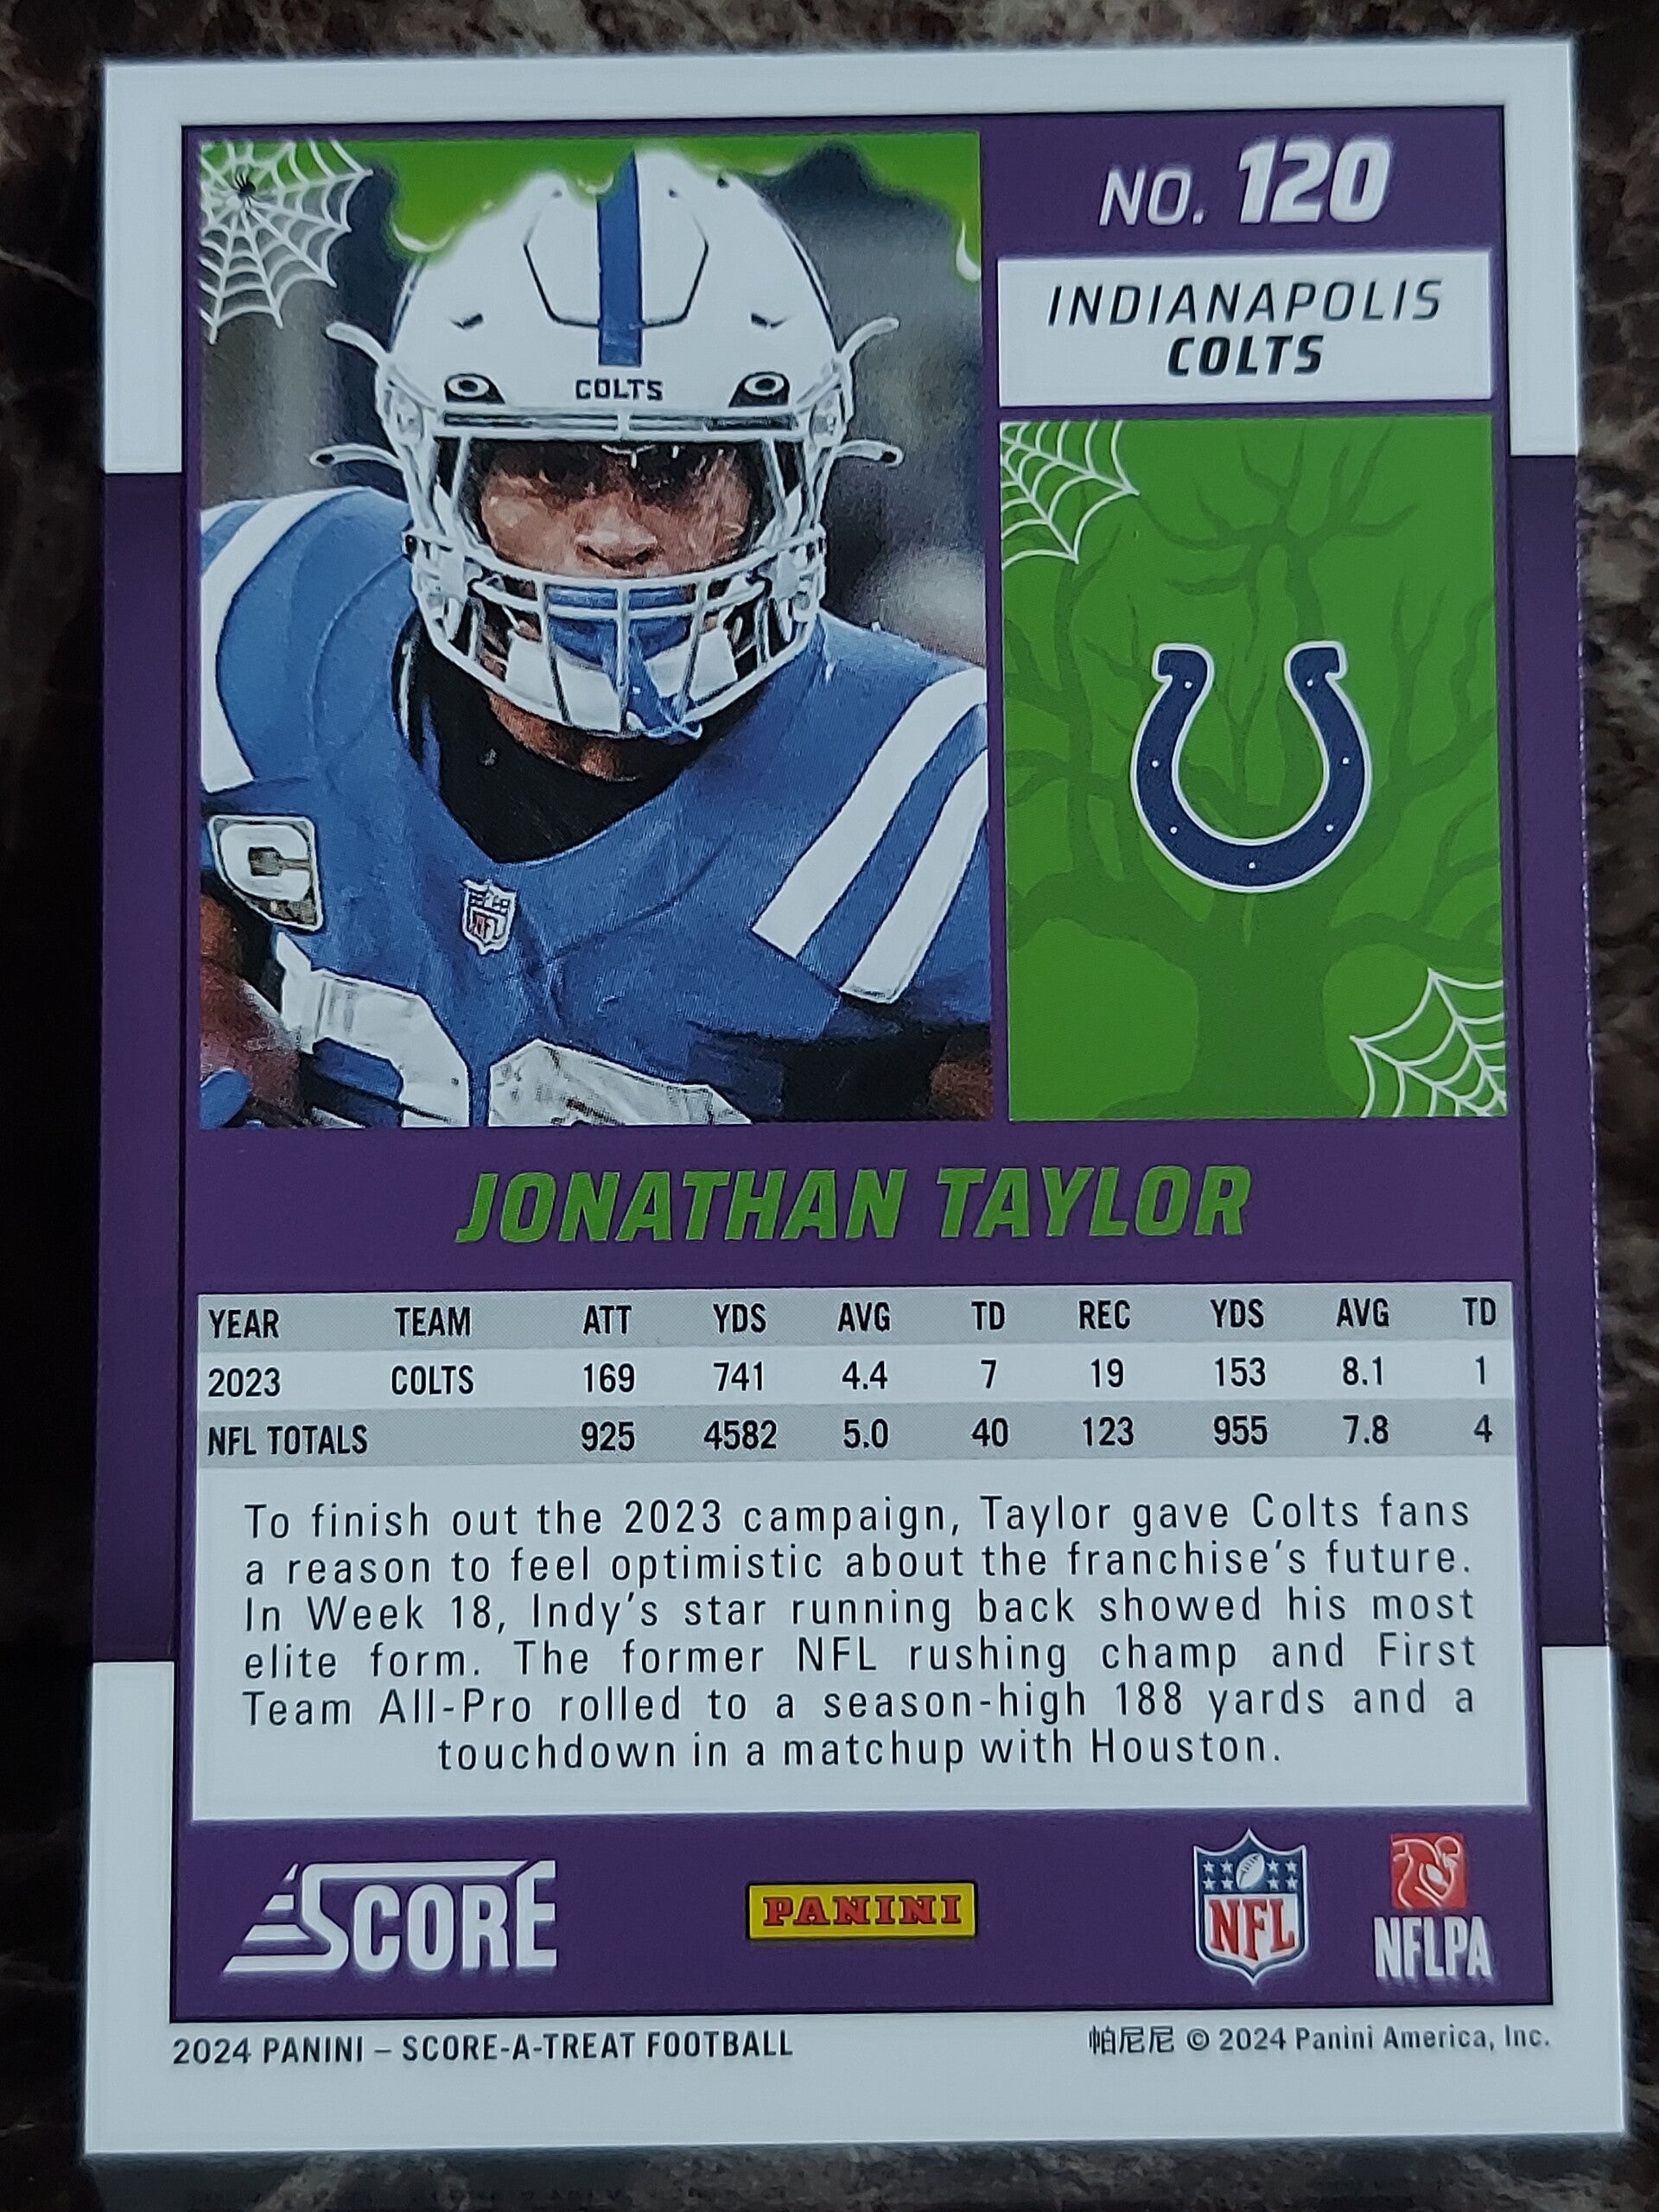 NO. 120
INDIANAPOLIS
COLTS
COLTS
C
NFL
JONATHAN TAYLOR
YEAR TEAM ATT YDS AVG TD REC YDS AVG TD
2023 COLTS 169 741 4.4 7 19 153 8.1 1
NFL TOTALS 925 4582 5.0 40 123 955 7.8 4
To finish out the 2023 campaign, Taylor gave Colts fans
a reason to feel optimistic about the franchise's future.
In Week 18, Indy's star running back showed his most
elite form. The former NFL rushing champ and First
Team All-Pro rolled to a season-high 188 yards and a
touchdown in a matchup with Houston.
SCORE PANINI NFL NFLPA
2024 PANINI – SCORE-A-TREAT FOOTBALL 帕尼尼 © 2024 Panini America, Inc.